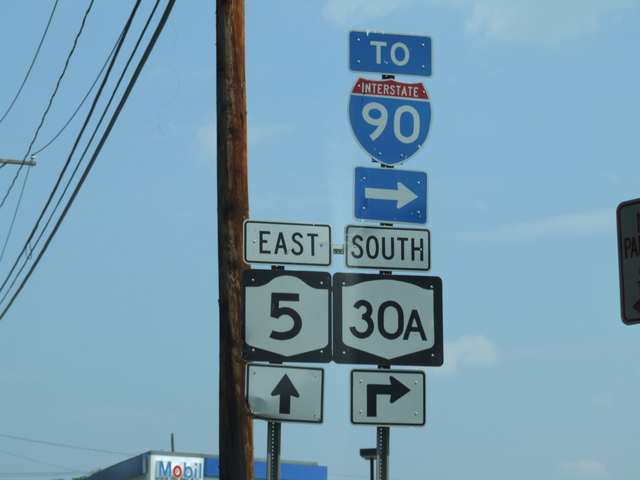 TO
INTERSTATE
90
EAST
SOUTH
5
30A
Mobil